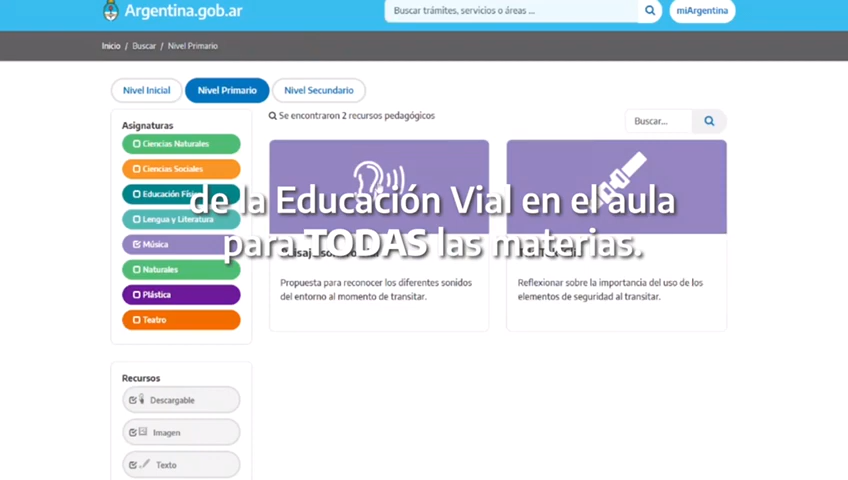 Argentina.gob.ar
Buscar trámites, servicios o áreas ...
miArgentina
Inicio / Buscar / Nivel Primario
Nivel Inicial
Nivel Primario
Nivel Secundario
Se encontraron 2 recursos pedagógicos
Buscar...
Asignaturas
Ciencias Naturales
Ciencias Sociales
Educación
Lengua y Literatura
Música
Naturales
Plástica
Teatro
de la Educación Vial en el aula
para TODAS las materias.
Propuesta para reconocer los diferentes sonidos
del entorno al momento de transitar.
Reflexionar sobre la importancia del uso de los
elementos de seguridad al transitar.
Recursos
Descargable
Imagen
Texto